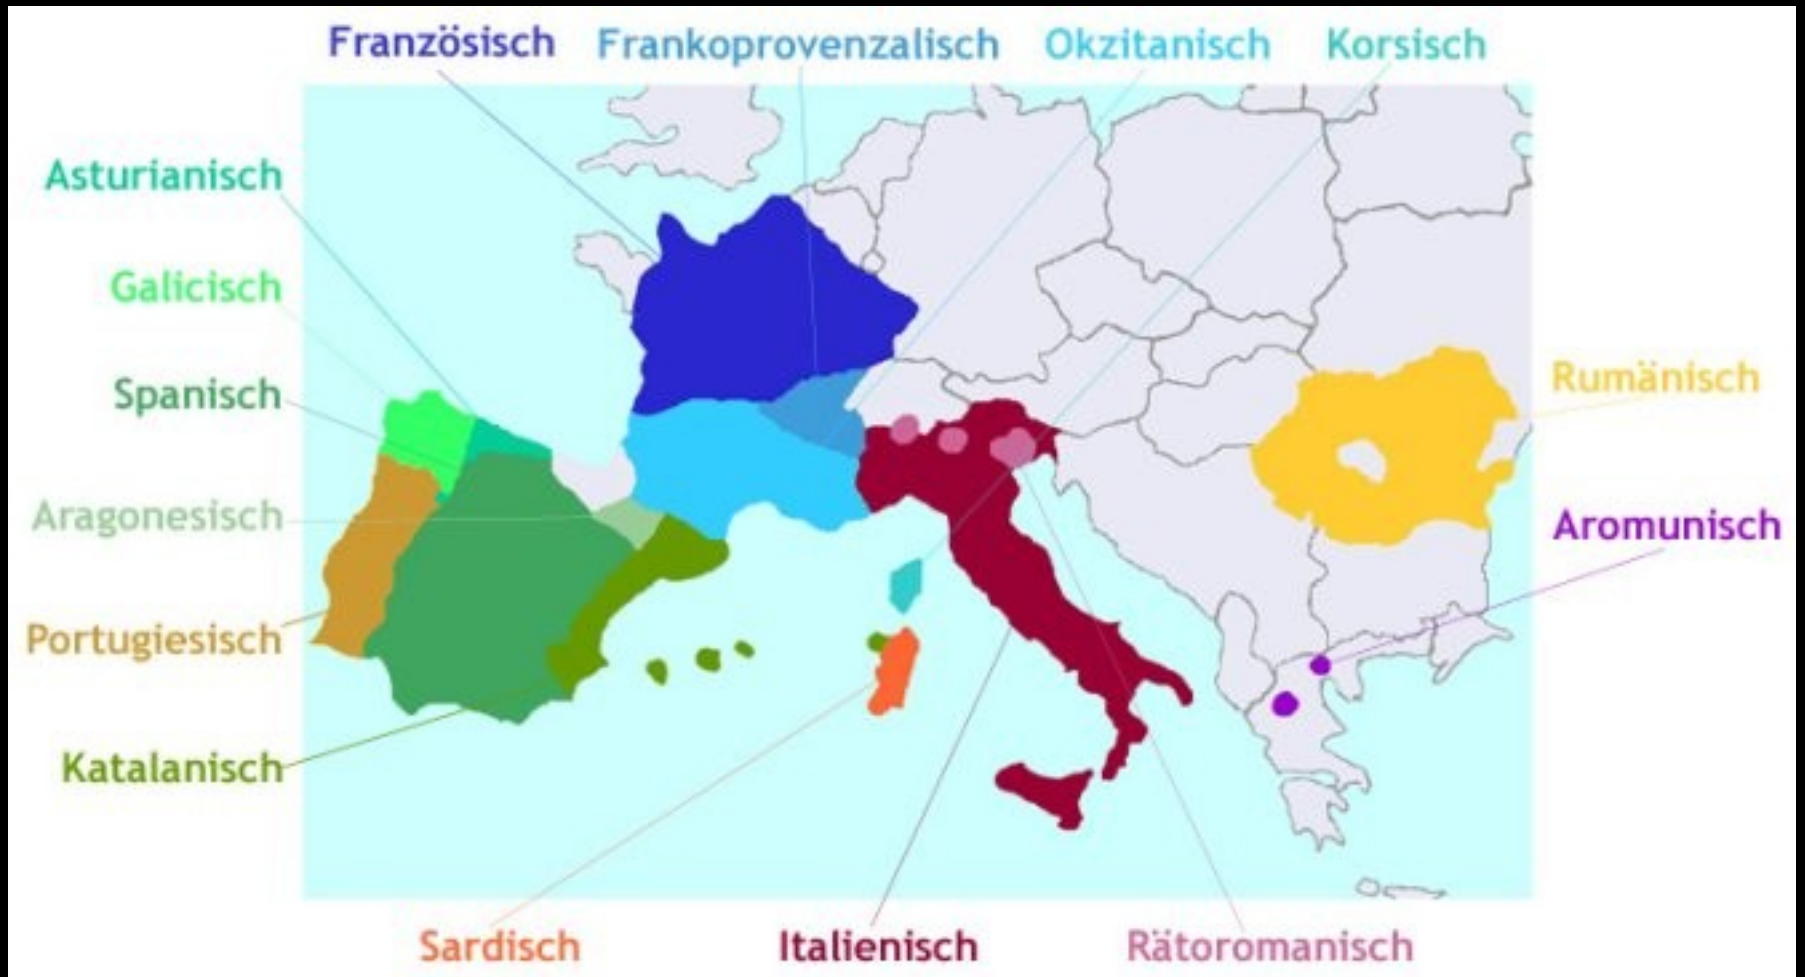 Französisch
Frankoprovenzalisch
Okzitanisch
Korsisch
Asturianisch
Galicisch
Spanisch
Rumänisch
Aragonesisch
Aromunisch
Portugiesisch
Katalanisch
Sardisch
Italienisch
Rätoromanisch